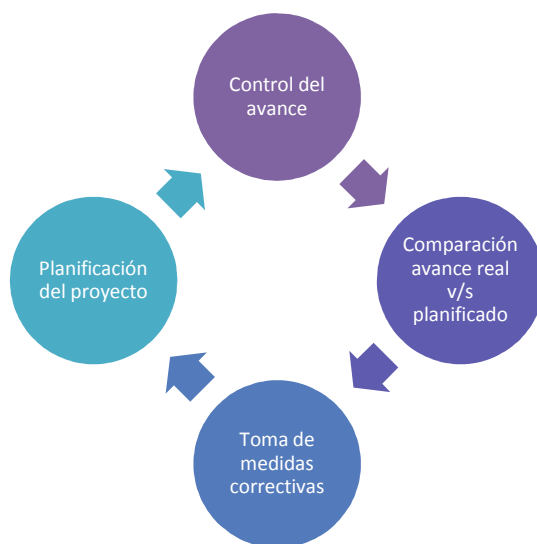 Control del
avance
Comparación
avance real
v/s
planificado
Toma de
medidas
correctivas
Planificación
del proyecto